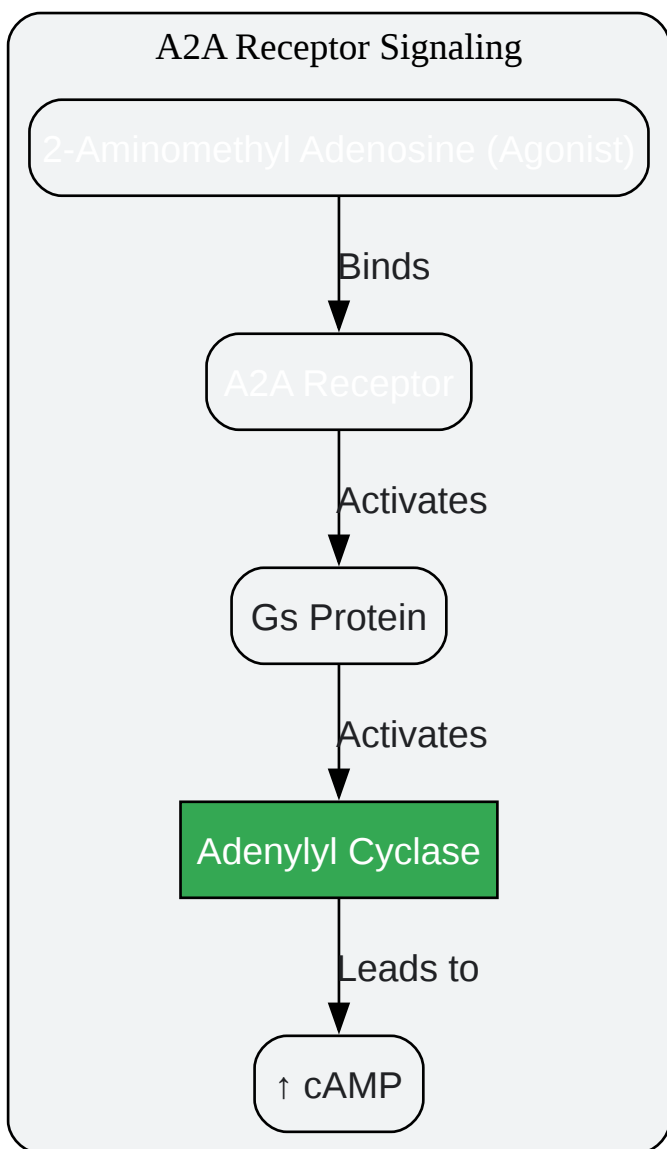 A2A Receptor Signaling
2-Aminomethyl Adenosine (Agonist)
Binds
A2A Receptor
Activates
Gs Protein
Activates
Adenylyl Cyclase
Leads to
↑ cAMP